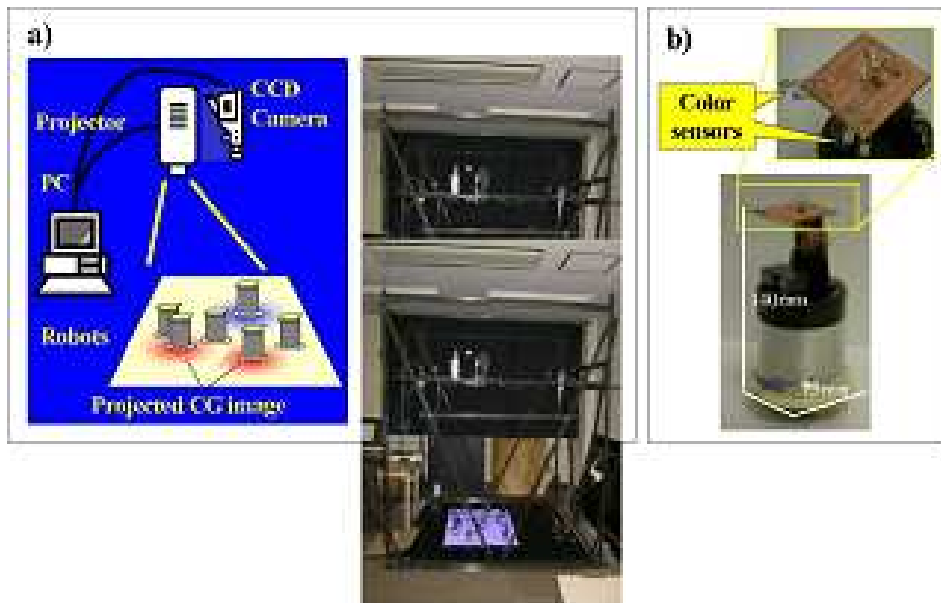 a)
CCD
Camera
Projector
PC
Robots
Projected CG image
b)
Color
sensors